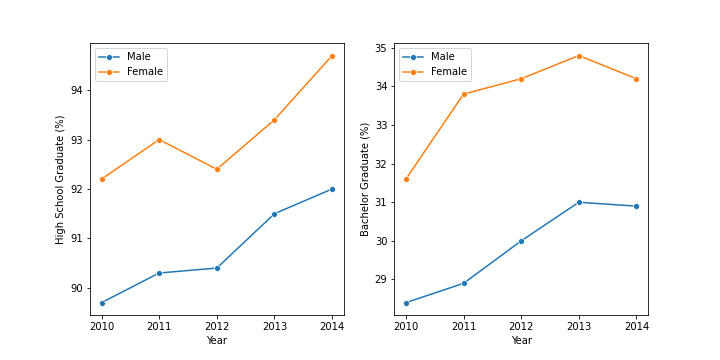 Male
Female
High School Graduate (%)
94
93
92
91
90
2010 2011 2012 2013 2014
Year
Male
Female
Bachelor Graduate (%)
35
34
33
32
31
30
29
2010 2011 2012 2013 2014
Year